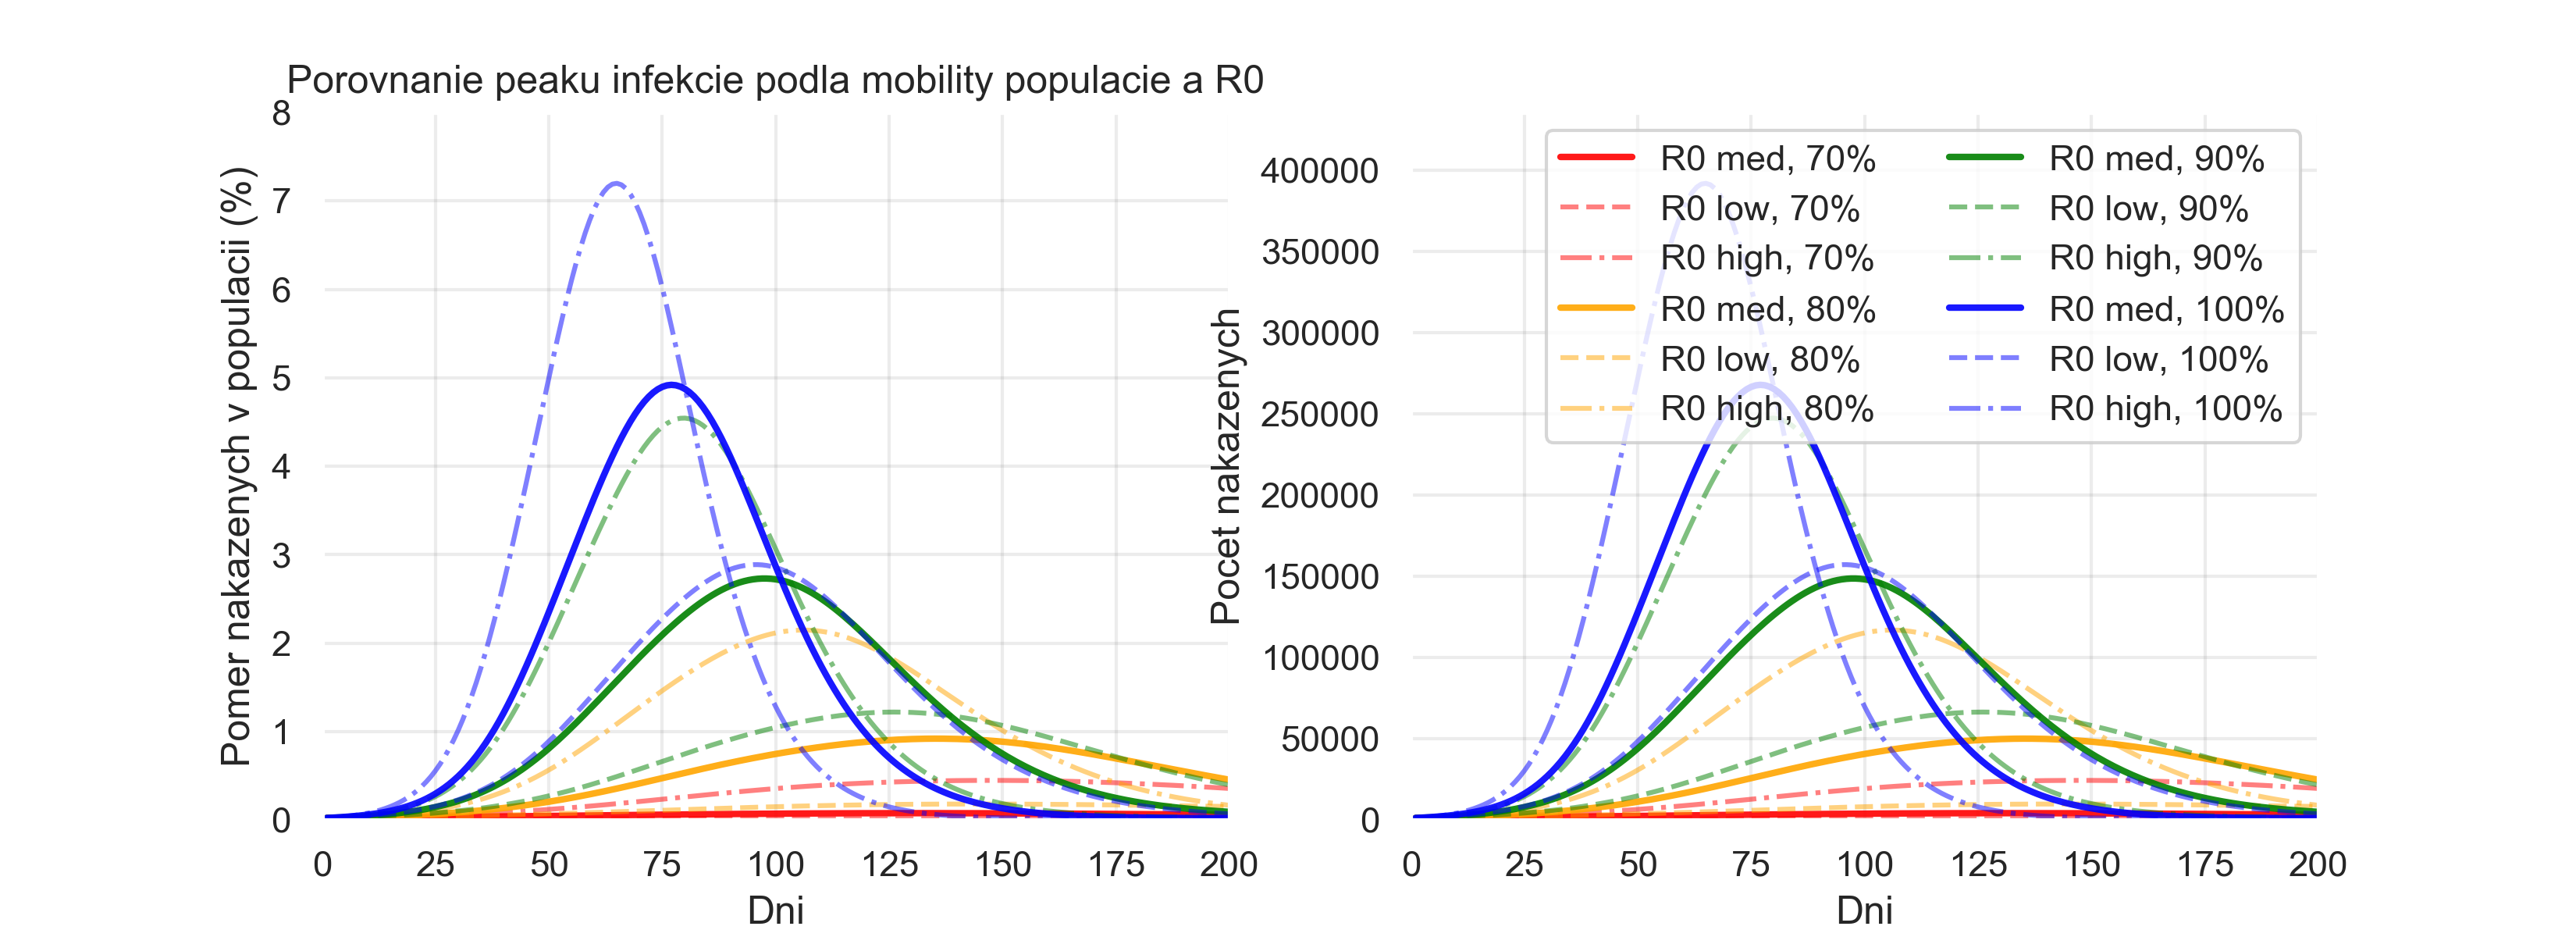 Porovnanie peaku infekcie podla mobility populacie a R0
Pomer nakazenych v populacii (%)
8
7
6
5
4
3
2
1
0
0 25 50 75 100 125 150 175 200
Dni
Pocet nakazenych
400000
350000
300000
250000
200000
150000
100000
50000
0
0 25 50 75 100 125 150 175 200
Dni
R0 med, 70%
R0 low, 70%
R0 high, 70%
R0 med, 80%
R0 low, 80%
R0 high, 80%
R0 med, 90%
R0 low, 90%
R0 high, 90%
R0 med, 100%
R0 low, 100%
R0 high, 100%